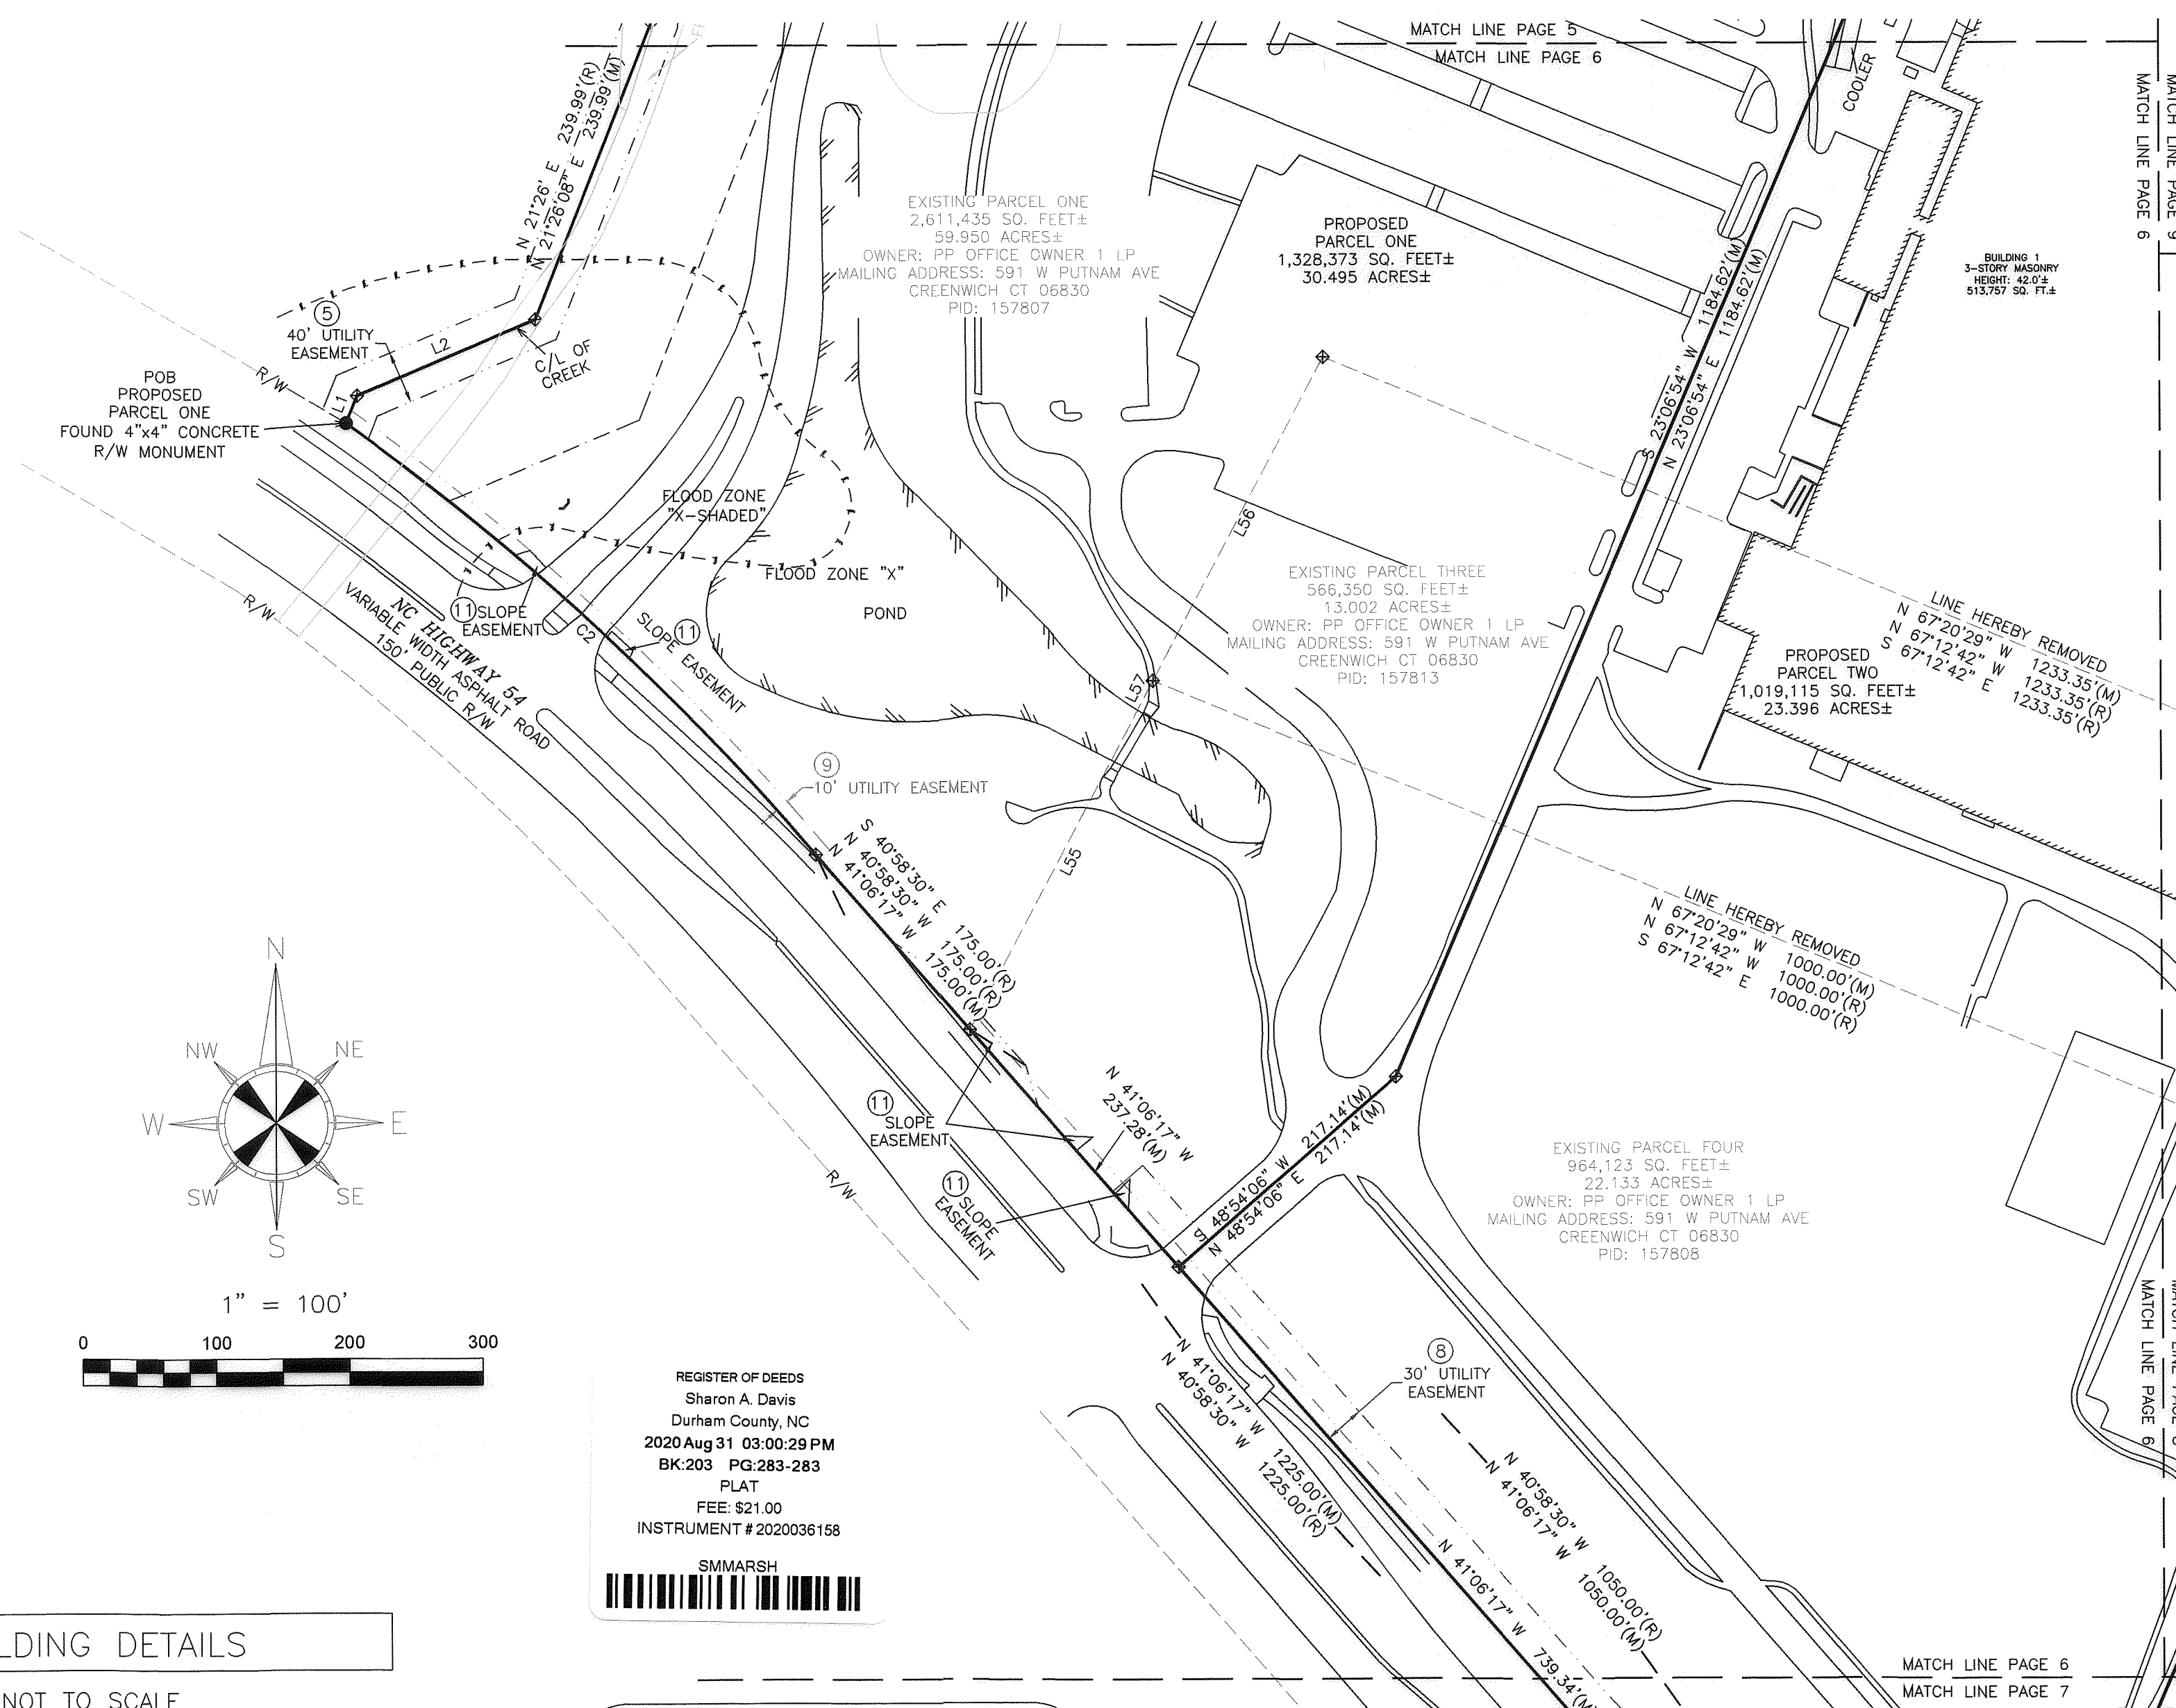 MATCH LINE PAGE 5
MATCH LINE PAGE 6
N 21°26' E 239.99'(R)
N 21°26'08" E 239.99'(M)
COOLER
MATCH LINE PAGE 6
MATCH LINE PAGE 9
EXISTING PARCEL ONE
2,611,435 SQ. FEET±
59.950 ACRES±
OWNER: PP OFFICE OWNER 1 LP
MAILING ADDRESS: 591 W PUTNAM AVE
CREENWICH CT 06830
PID: 157807
PROPOSED
PARCEL ONE
1,328,373 SQ. FEET±
30.495 ACRES±
BUILDING 1
3-STORY MASONRY
HEIGHT: 42.0'±
513,757 SQ. FT.±
S 23°06'54" W 1184.62'(M)
N 23°06'54" E 1184.62'(M)
5
40' UTILITY
EASEMENT
L2
C/L OF
CREEK
R/W
L1
POB
PROPOSED
PARCEL ONE
FOUND 4"x4" CONCRETE
R/W MONUMENT
FLOOD ZONE
"X-SHADED"
FLOOD ZONE "X"
POND
L56
EXISTING PARCEL THREE
566,350 SQ. FEET±
13.002 ACRES±
OWNER: PP OFFICE OWNER 1 LP
MAILING ADDRESS: 591 W PUTNAM AVE
CREENWICH CT 06830
PID: 157813
LINE HEREBY REMOVED
N 67°20'29" W 1233.35'(M)
N 67°12'42" W 1233.35'(R)
S 67°12'42" E 1233.35'(R)
PROPOSED
PARCEL TWO
1,019,115 SQ. FEET±
23.396 ACRES±
R/W
NC HIGHWAY 54
VARIABLE WIDTH ASPHALT ROAD
150' PUBLIC R/W
11 SLOPE
EASEMENT
C2
11
SLOPE EASEMENT
L57
9
10' UTILITY EASEMENT
L55
S 40°58'30" E 175.00'(R)
N 40°58'30" W 175.00'(R)
N 41°06'17" W 175.00'(M)
LINE HEREBY REMOVED
N 67°20'29" W 1000.00'(M)
N 67°12'42" W 1000.00'(R)
S 67°12'42" E 1000.00'(R)
N
NW NE
W E
SW SE
S
1" = 100'
0 100 200 300
11
SLOPE
EASEMENT
N 41°06'17" W
237.28'(M)
R/W
11 SLOPE
EASEMENT
S 48°54'06" W 217.14'(M)
N 48°54'06" E 217.14'(M)
EXISTING PARCEL FOUR
964,123 SQ. FEET±
22.133 ACRES±
OWNER: PP OFFICE OWNER 1 LP
MAILING ADDRESS: 591 W PUTNAM AVE
CREENWICH CT 06830
PID: 157808
MATCH LINE PAGE 6
8
30' UTILITY
EASEMENT
N 41°06'17" W 1225.00'(M)
N 40°58'30" W 1225.00'(R)
N 40°58'30" W 1050.00'(R)
N 41°06'17" W 1050.00'(M)
N 41°06'17" W 739.34'(M)
REGISTER OF DEEDS
Sharon A. Davis
Durham County, NC
2020 Aug 31 03:00:29 PM
BK:203 PG:283-283
PLAT
FEE: $21.00
INSTRUMENT # 2020036158
SMMARSH
LDING DETAILS
NOT TO SCALE
MATCH LINE PAGE 6
MATCH LINE PAGE 7